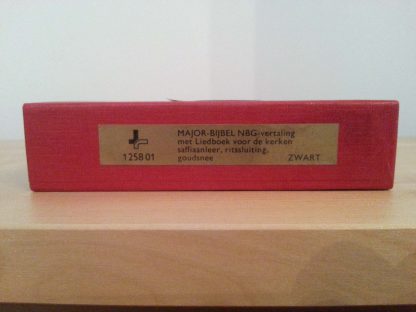 MAJOR-BIJBEL NBG-vertaling
met Liedboek voor de kerken
saffiaanleer, ritssluiting,
goudsnee ZWART
125801